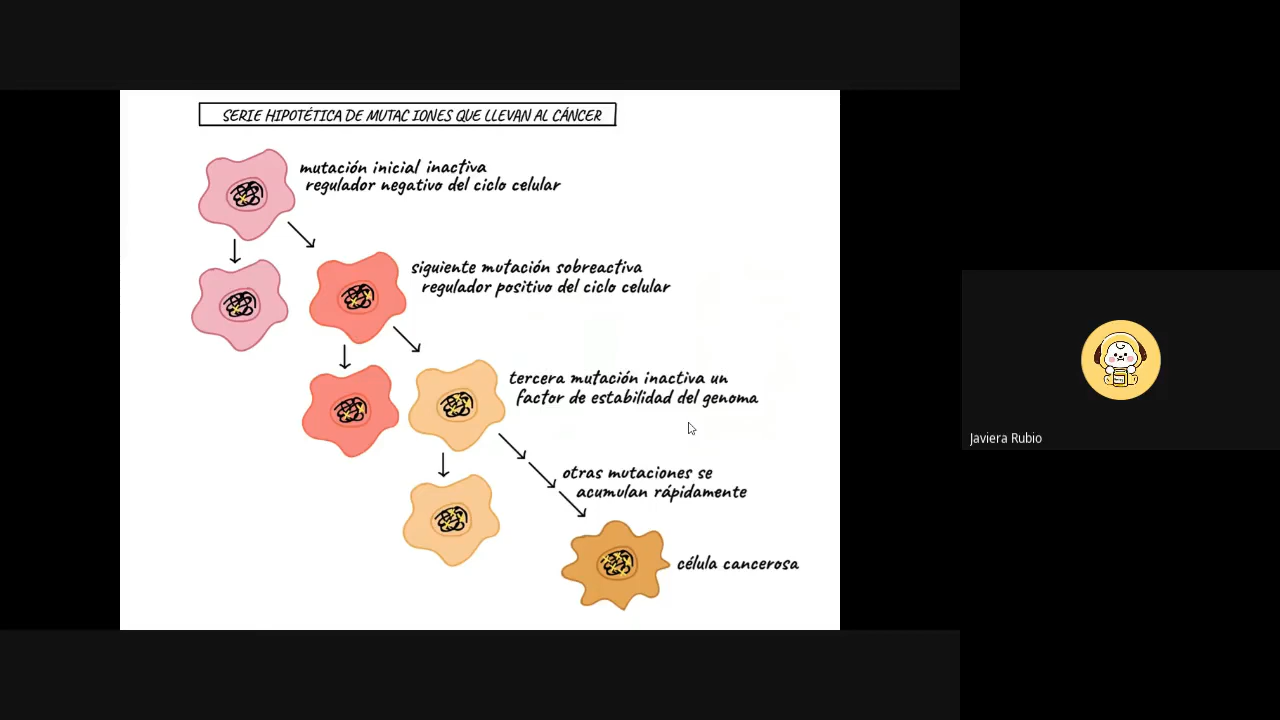 SERIE HIPOTÉTICA DE MUTAC IONES QUE LLEVAN AL CÁNCER
mutación inicial inactiva
regulador negativo del ciclo celular
siguiente mutación sobreactiva
regulador positivo del ciclo celular
tercera mutación inactiva un
factor de estabilidad del genoma
otras mutaciones se
acumulan rápidamente
célula cancerosa
Javiera Rubio